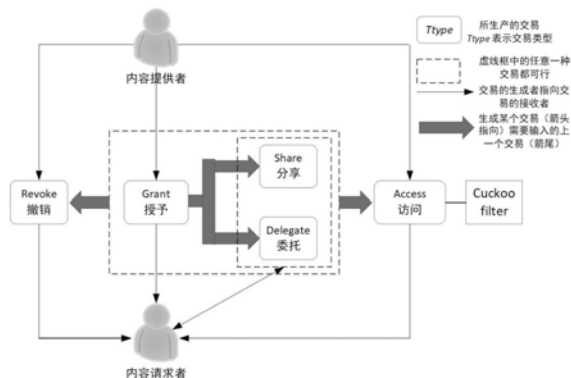 内容提供者
Ttype
所生产的交易
Ttype 表示交易类型
虚线框中的任意一种
交易都可行
交易的生成者指向交
易的接收者
生成某个交易（箭头
指向）需要输入的上
一个交易（箭尾）
Revoke
撤销
Grant
授予
Share
分享
Delegate
委托
Access
访问
Cuckoo
filter
内容请求者